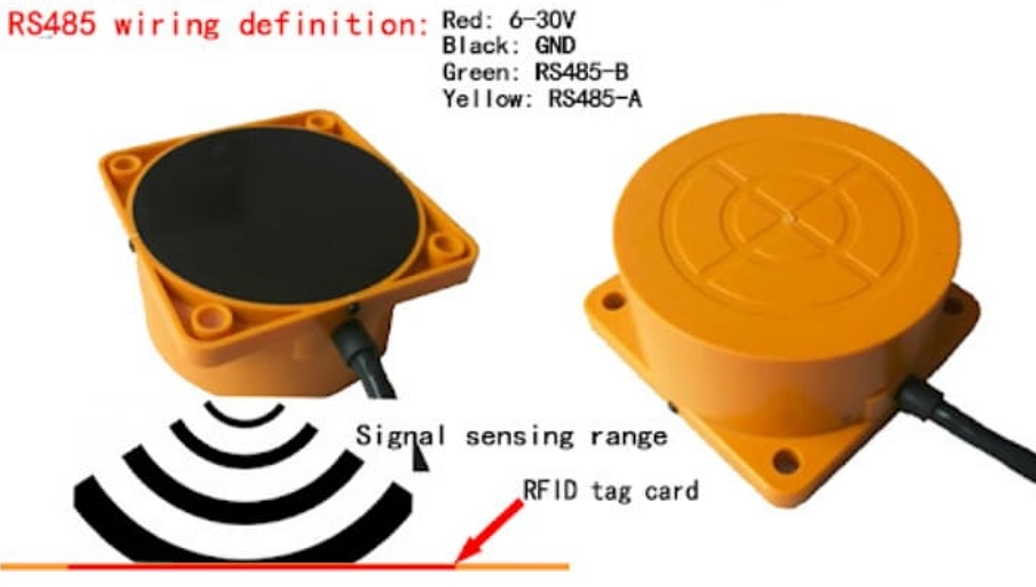 RS485 wiring definition:
Red: 6-30V
Black: GND
Green: RS485-B
Yellow: RS485-A
Signal sensing range
RFID tag card